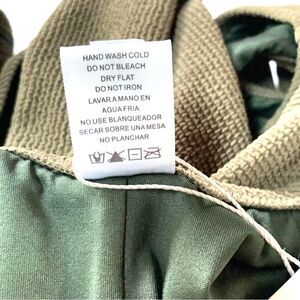 HAND WASH COLD
DO NOT BLEACH
DRY FLAT
DO NOT IRON
LAVAR A MANO EN
AGUA FRIA
NO USE BLANQUEADOR
SECAR SOBRE UNA MESA
NO PLANCHAR